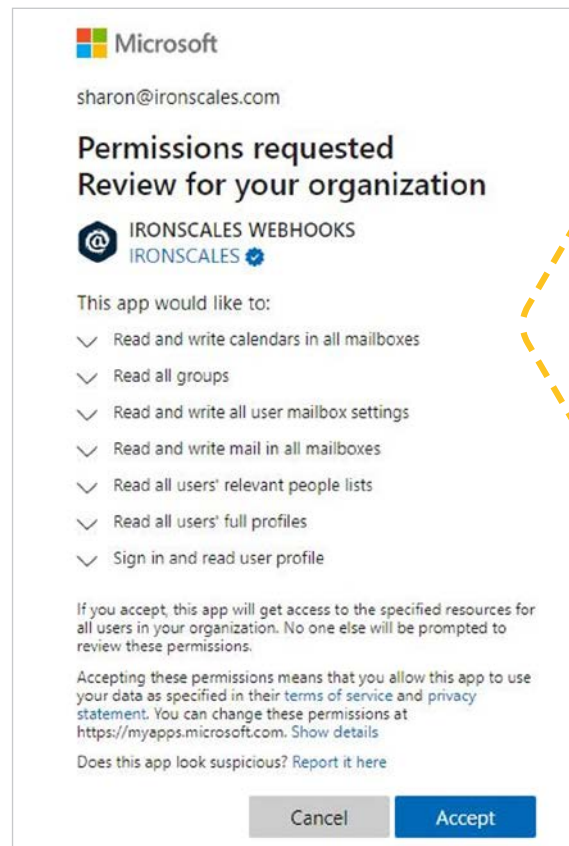 Microsoft
sharon@ironscales.com
Permissions requested
Review for your organization
IRONSCALES WEBHOOKS
IRONSCALES
This app would like to:
Read and write calendars in all mailboxes
Read all groups
Read and write all user mailbox settings
Read and write mail in all mailboxes
Read all users' relevant people lists
Read all users' full profiles
Sign in and read user profile
If you accept, this app will get access to the specified resources for
all users in your organization. No one else will be prompted to
review these permissions.
Accepting these permissions means that you allow this app to use
your data as specified in their terms of service and privacy
statement. You can change these permissions at
https://myapps.microsoft.com. Show details
Does this app look suspicious? Report it here
Cancel Accept